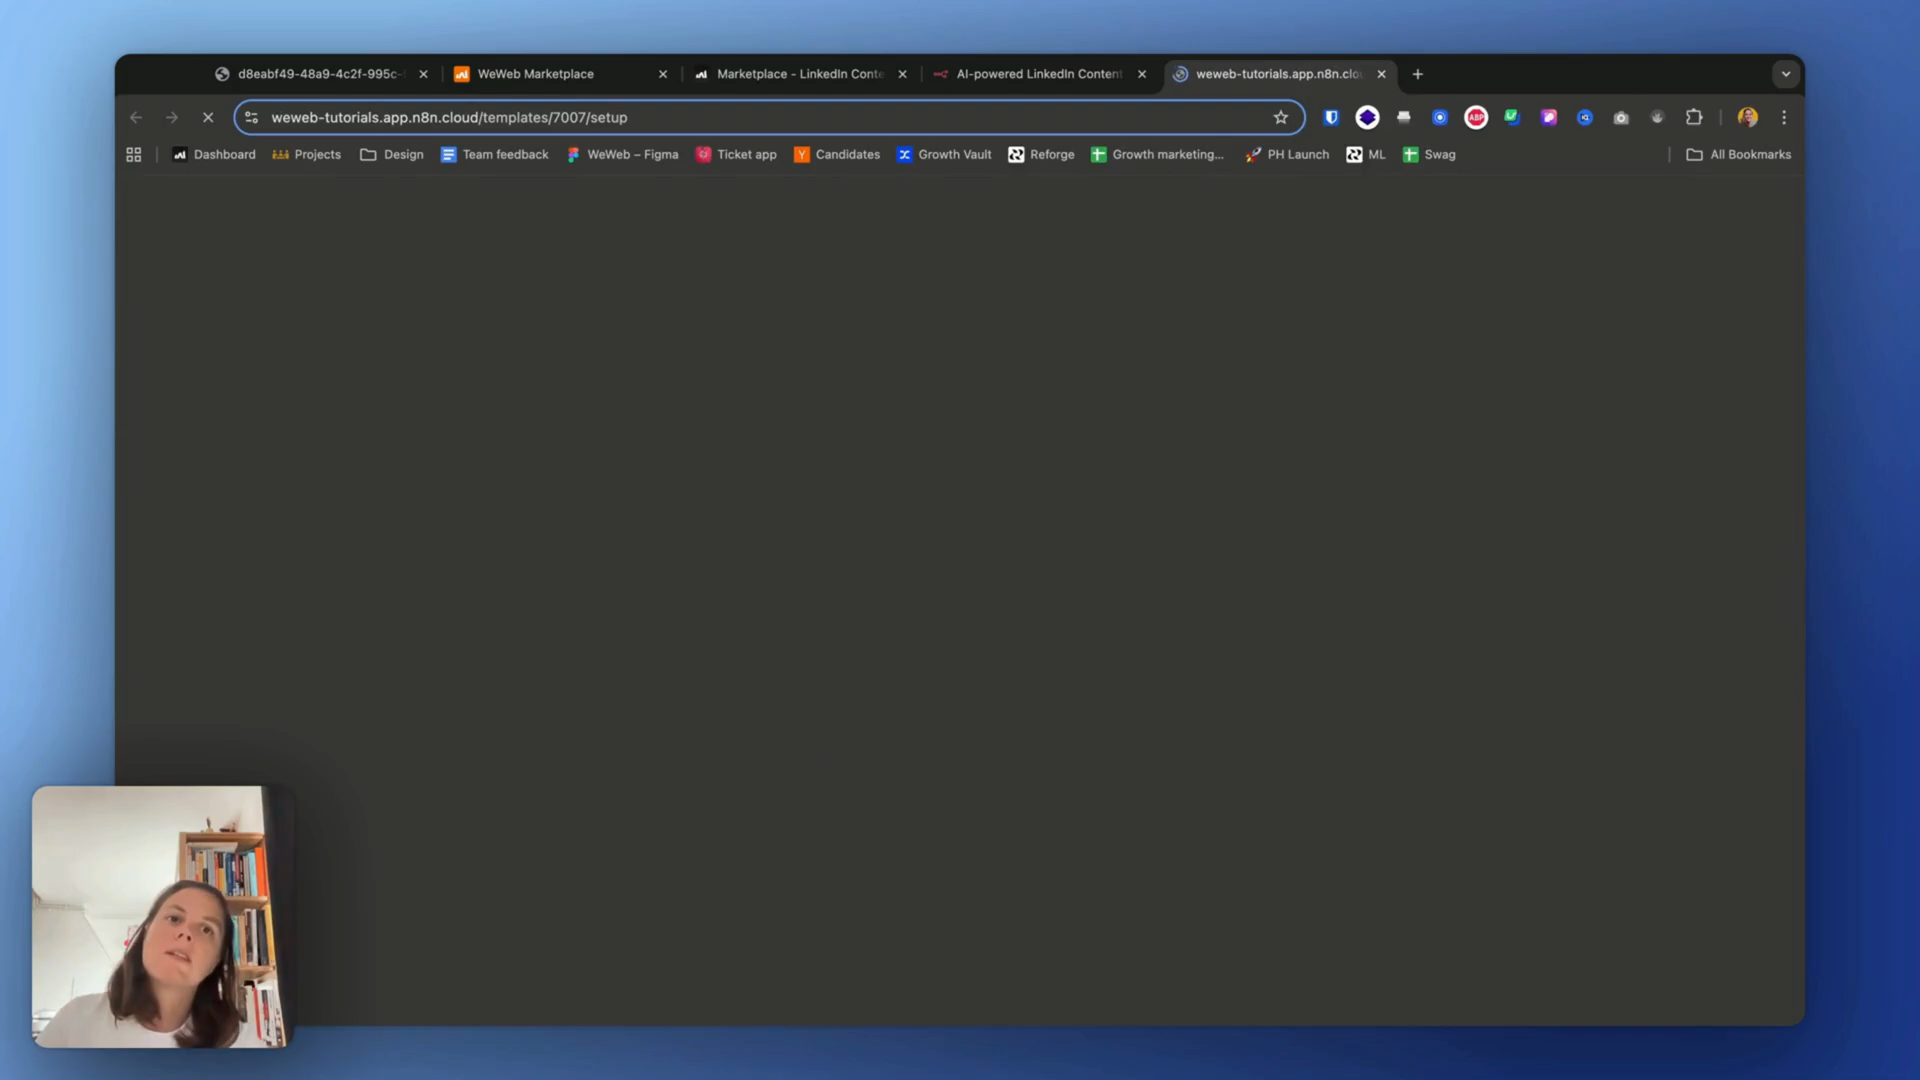 d8eabf49-48a9-4c2f-995c-
WeWeb Marketplace
Marketplace - LinkedIn Conte
AI-powered LinkedIn Content
weweb-tutorials.app.n8n.clo
weweb-tutorials.app.n8n.cloud/templates/7007/setup
ABP
Dashboard
Projects
Design
Team feedback
WeWeb – Figma
Ticket app
Candidates
Growth Vault
Reforge
Growth marketing...
PH Launch
ML
Swag
All Bookmarks